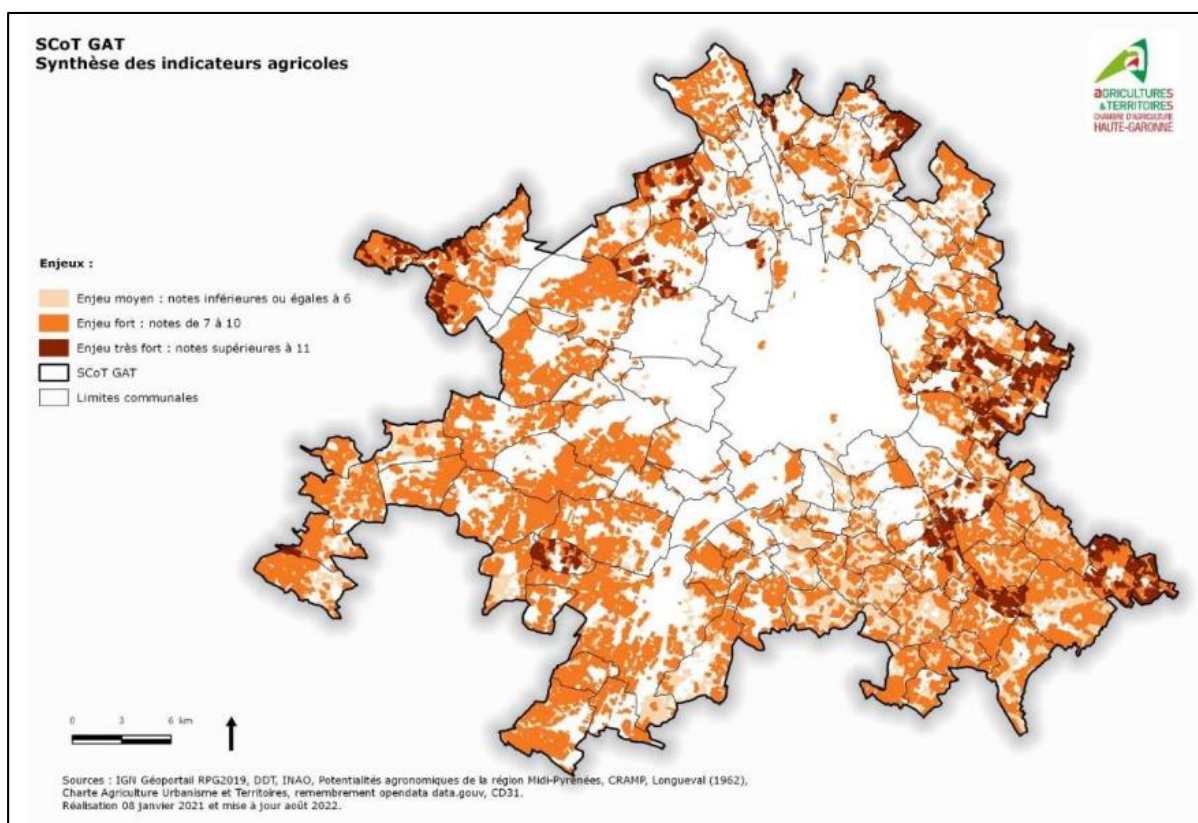 SCoT GAT
Synthèse des indicateurs agricoles
aGRICULTURES
& TERRITOIRES
CHAMBRE D'AGRICULTURE
HAUTE-GARONNE
Enjeux :
Enjeu moyen : notes inférieures ou égales à 6
Enjeu fort : notes de 7 à 10
Enjeu très fort : notes supérieures à 11
SCoT GAT
Limites communales
0 3 6 km
Sources : IGN Géoportail RPG2019, DDT, INAO, Potentialités agronomiques de la région Midi-Pyrénées, CRAMP, Longueval (1962),
Charte Agriculture Urbanisme et Territoires, remembrement opendata data.gouv, CD31.
Réalisation 08 janvier 2021 et mise à jour août 2022.